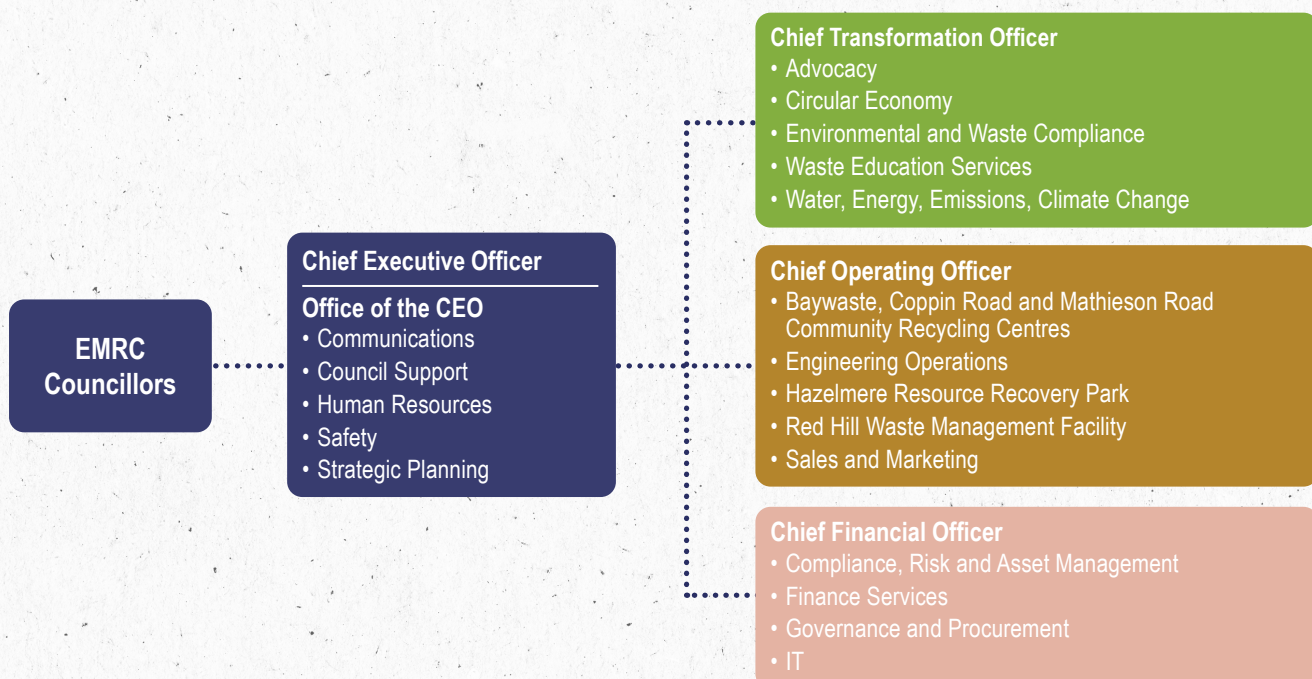 EMRC
Councillors
Chief Executive Officer
Office of the CEO
• Communications
• Council Support
• Human Resources
• Safety
• Strategic Planning
Chief Transformation Officer
• Advocacy
• Circular Economy
• Environmental and Waste Compliance
• Waste Education Services
• Water, Energy, Emissions, Climate Change
Chief Operating Officer
• Baywaste, Coppin Road and Mathieson Road
Community Recycling Centres
• Engineering Operations
• Hazelmere Resource Recovery Park
• Red Hill Waste Management Facility
• Sales and Marketing
Chief Financial Officer
• Compliance, Risk and Asset Management
• Finance Services
• Governance and Procurement
• IT